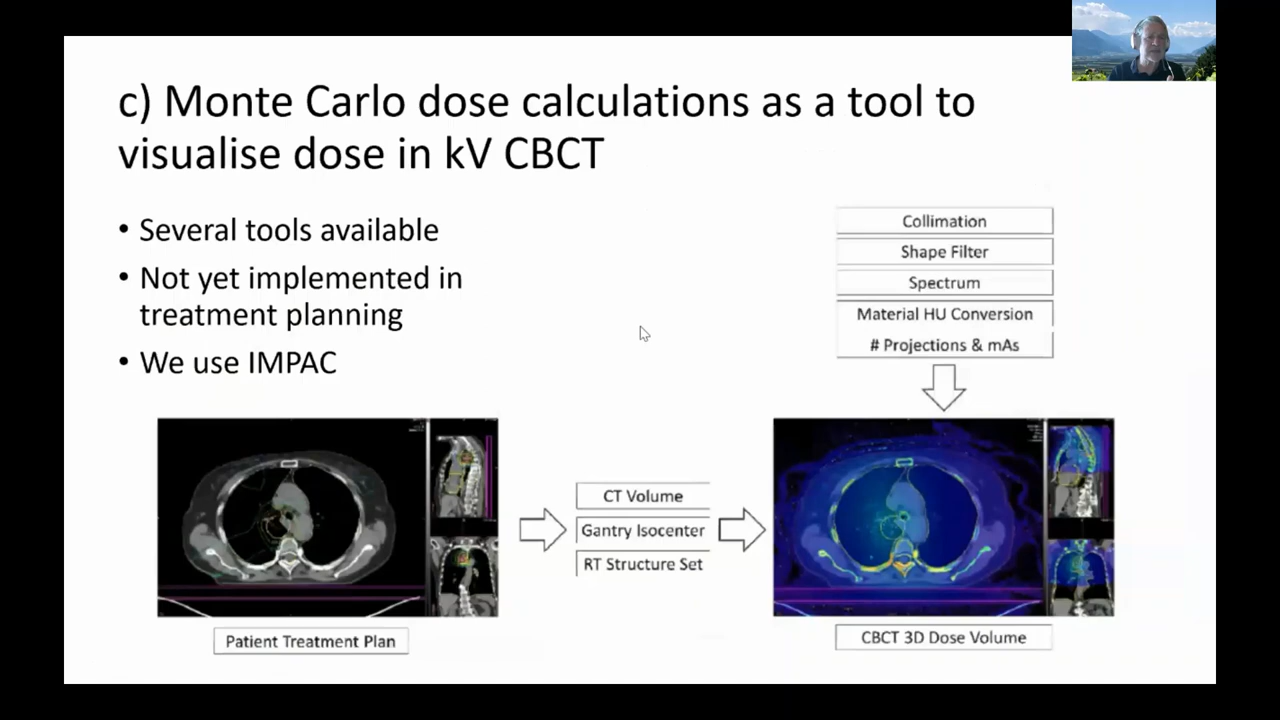 c) Monte Carlo dose calculations as a tool to
visualise dose in kV CBCT
• Several tools available
• Not yet implemented in
treatment planning
• We use IMPAC
Collimation
Shape Filter
Spectrum
Material HU Conversion
# Projections & mAs
CT Volume
Gantry Isocenter
RT Structure Set
Patient Treatment Plan
CBCT 3D Dose Volume